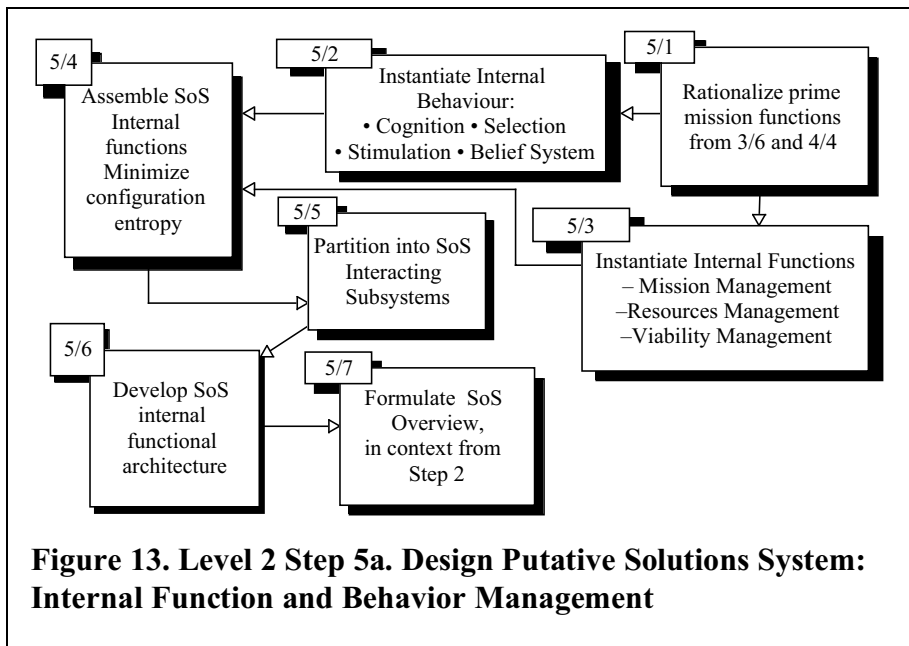 5/4
Assemble SoS
Internal
functions
Minimize
configuration
entropy
5/2
Instantiate Internal
Behaviour:
• Cognition • Selection
• Stimulation • Belief System
5/1
Rationalize prime
mission functions
from 3/6 and 4/4
5/5
Partition into SoS
Interacting
Subsystems
5/3
Instantiate Internal Functions
– Mission Management
–Resources Management
–Viability Management
5/6
Develop SoS
internal
functional
architecture
5/7
Formulate SoS
Overview,
in context from
Step 2
Figure 13. Level 2 Step 5a. Design Putative Solutions System:
Internal Function and Behavior Management